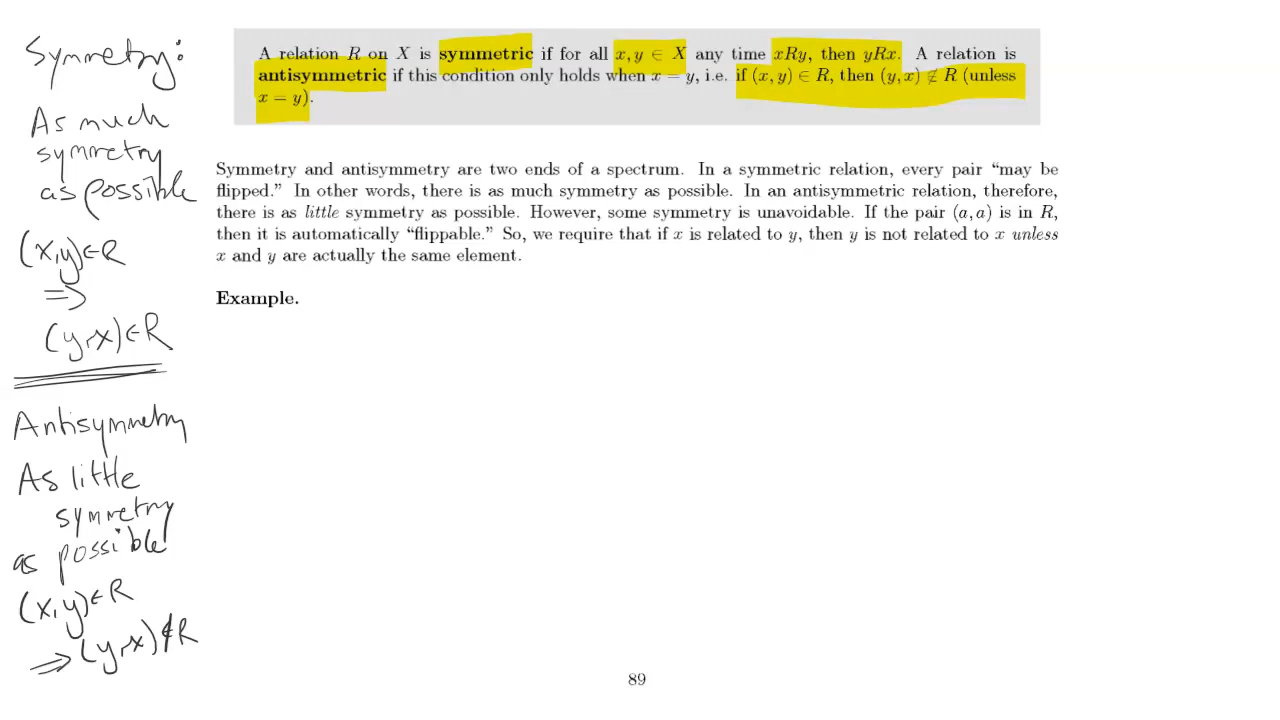 Symmetry:
As much
symmetry
as possible
(x,y)∈R
⇒
(y,x)∈R
Antisymmetry
As little
symmetry
as possible
(x,y)∈R
⇒(y,x)∉R
A relation R on X is symmetric if for all x, y ∈ X any time xRy, then yRx. A relation is
antisymmetric if this condition only holds when x = y, i.e. if (x, y) ∈ R, then (y, x) ∉ R (unless
x = y).
Symmetry and antisymmetry are two ends of a spectrum. In a symmetric relation, every pair “may be
flipped.” In other words, there is as much symmetry as possible. In an antisymmetric relation, therefore,
there is as little symmetry as possible. However, some symmetry is unavoidable. If the pair (a, a) is in R,
then it is automatically “flippable.” So, we require that if x is related to y, then y is not related to x unless
x and y are actually the same element.
Example.
89